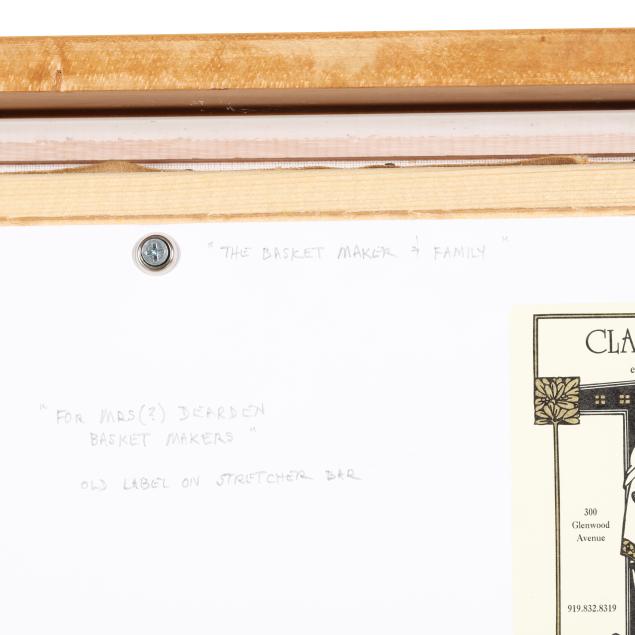 "THE BASKET MAKER & FAMILY"
"FOR MRS(?) DEARDEN
BASKET MAKERS"
OLD LABEL ON STRETCHER BAR
CLA
e
300
Glenwood
Avenue
919.832.8319